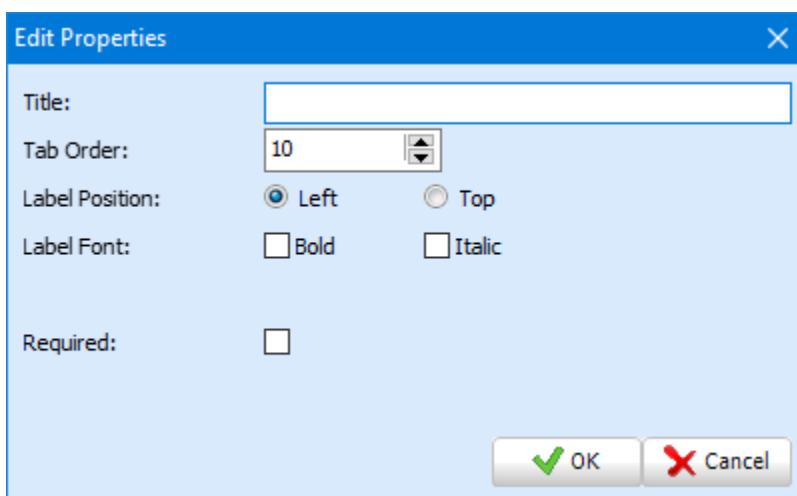 Edit Properties
Title:
Tab Order: 10
Label Position: Left Top
Label Font: Bold Italic
Required:
OK Cancel